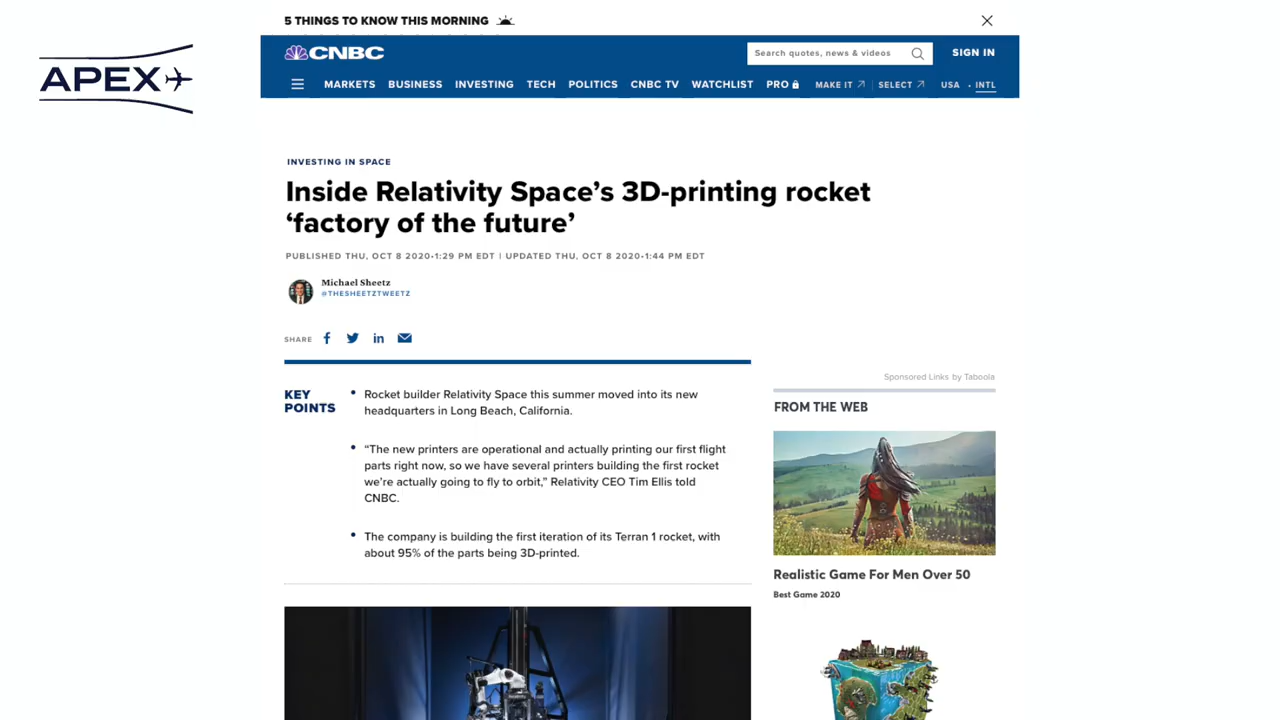 5 THINGS TO KNOW THIS MORNING
APEX
CNBC
Search quotes, news & videos
SIGN IN
MARKETS BUSINESS INVESTING TECH POLITICS CNBC TV WATCHLIST PRO MAKE IT SELECT USA • INTL
INVESTING IN SPACE
Inside Relativity Space’s 3D-printing rocket
‘factory of the future’
PUBLISHED THU, OCT 8 2020•1:29 PM EDT | UPDATED THU, OCT 8 2020•1:44 PM EDT
Michael Sheetz
@THESHEETZTWEETZ
SHARE
KEY
POINTS
• Rocket builder Relativity Space this summer moved into its new
headquarters in Long Beach, California.
• “The new printers are operational and actually printing our first flight
parts right now, so we have several printers building the first rocket
we’re actually going to fly to orbit,” Relativity CEO Tim Ellis told
CNBC.
• The company is building the first iteration of its Terran 1 rocket, with
about 95% of the parts being 3D-printed.
Sponsored Links by Taboola
FROM THE WEB
Realistic Game For Men Over 50
Best Game 2020